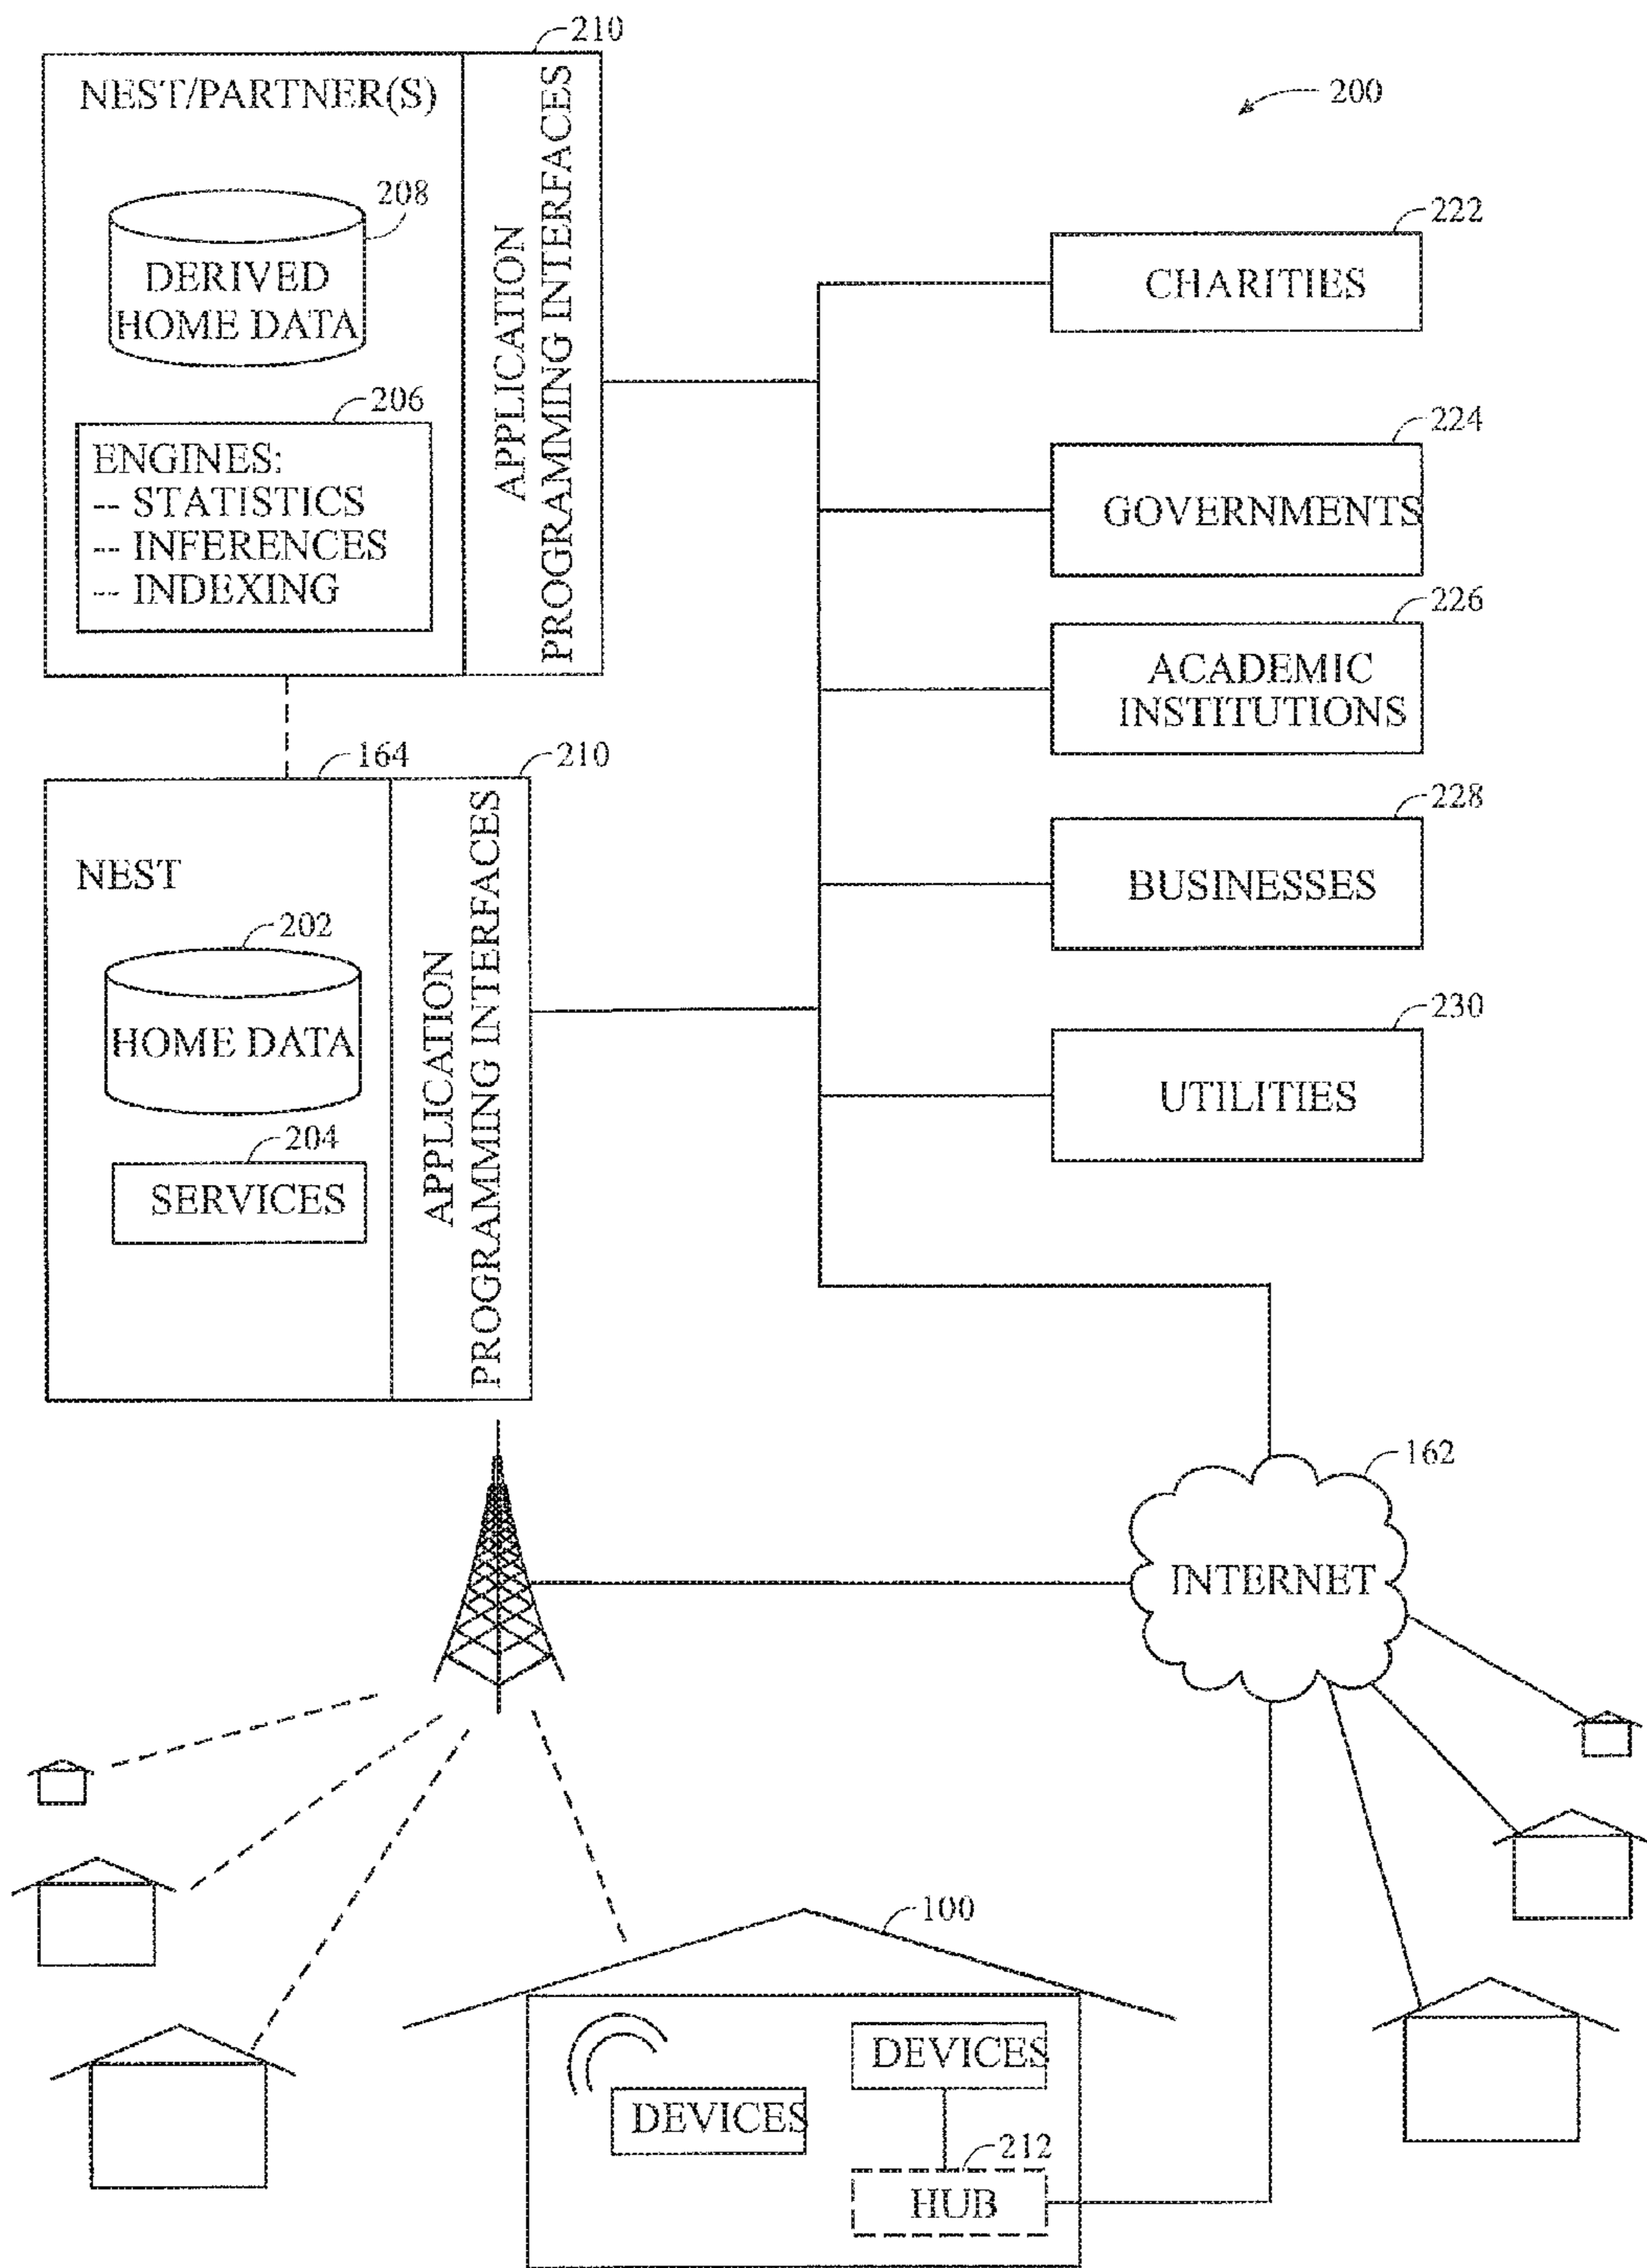 210
200
NEST/PARTNER(S)
208
DERIVED
HOME DATA
206
ENGINES:
-- STATISTICS
-- INFERENCES
-- INDEXING
APPLICATION
PROGRAMMING INTERFACES
222
CHARITIES
224
GOVERNMENTS
226
ACADEMIC
INSTITUTIONS
228
BUSINESSES
230
UTILITIES
164
210
NEST
202
HOME DATA
204
SERVICES
APPLICATION
PROGRAMMING INTERFACES
162
INTERNET
100
DEVICES
DEVICES
212
HUB